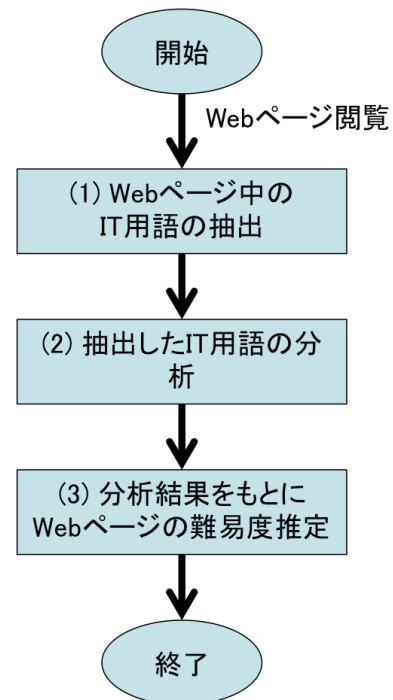 開始
Webページ閲覧
(1) Webページ中の
IT用語の抽出
(2) 抽出したIT用語の分
析
(3) 分析結果をもとに
Webページの難易度推定
終了